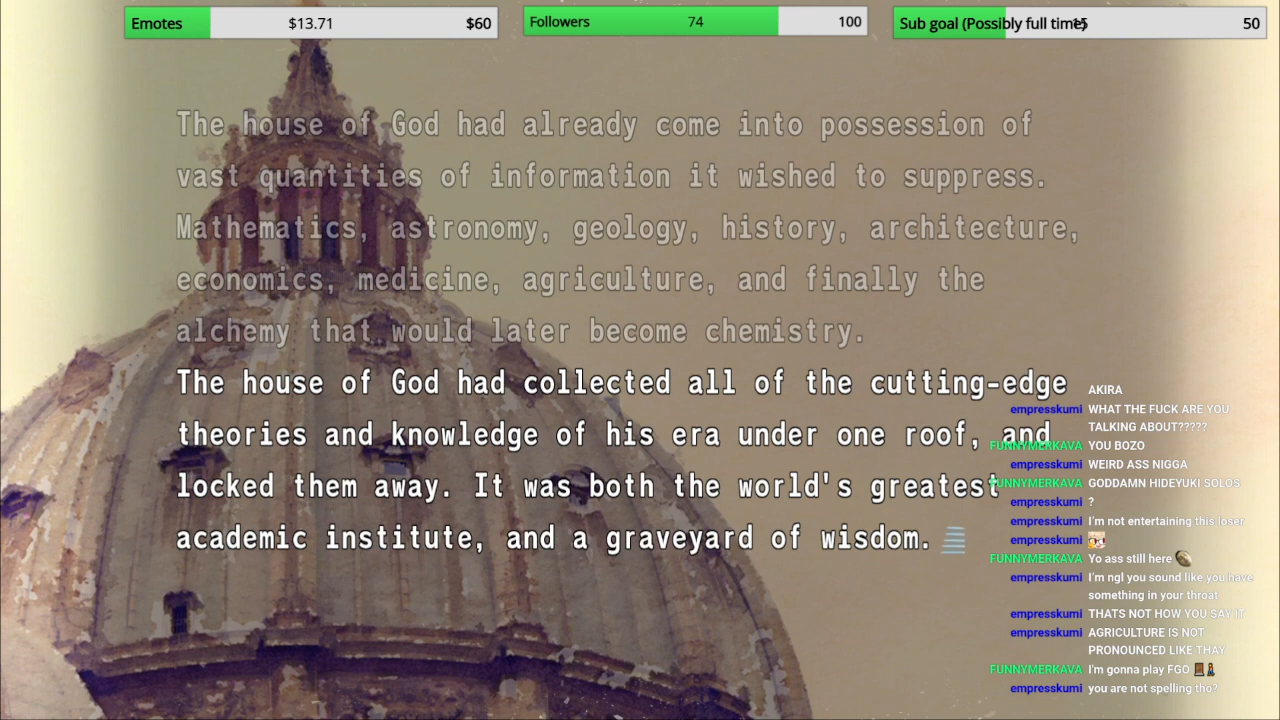 Emotes $13.71 $60
Followers 74 100
Sub goal (Possibly full time) 15 50
The house of God had already come into possession of
vast quantities of information it wished to suppress.
Mathematics, astronomy, geology, history, architecture,
economics, medicine, agriculture, and finally the
alchemy that would later become chemistry.
The house of God had collected all of the cutting-edge
theories and knowledge of his era under one roof, and
locked them away. It was both the world's greatest
academic institute, and a graveyard of wisdom.
AKIRA
empresskumi WHAT THE FUCK ARE YOU
TALKING ABOUT?????
FUNNYMERKAVA YOU BOZO
empresskumi WEIRD ASS NIGGA
FUNNYMERKAVA GODDAMN HIDEYUKI SOLOS
empresskumi ?
empresskumi I'm not entertaining this loser
empresskumi
FUNNYMERKAVA Yo ass still here
empresskumi I'm ngl you sound like you have
something in your throat
empresskumi THATS NOT HOW YOU SAY IT
empresskumi AGRICULTURE IS NOT
PRONOUNCED LIKE THAY
FUNNYMERKAVA I'm gonna play FGO
empresskumi you are not spelling tho?